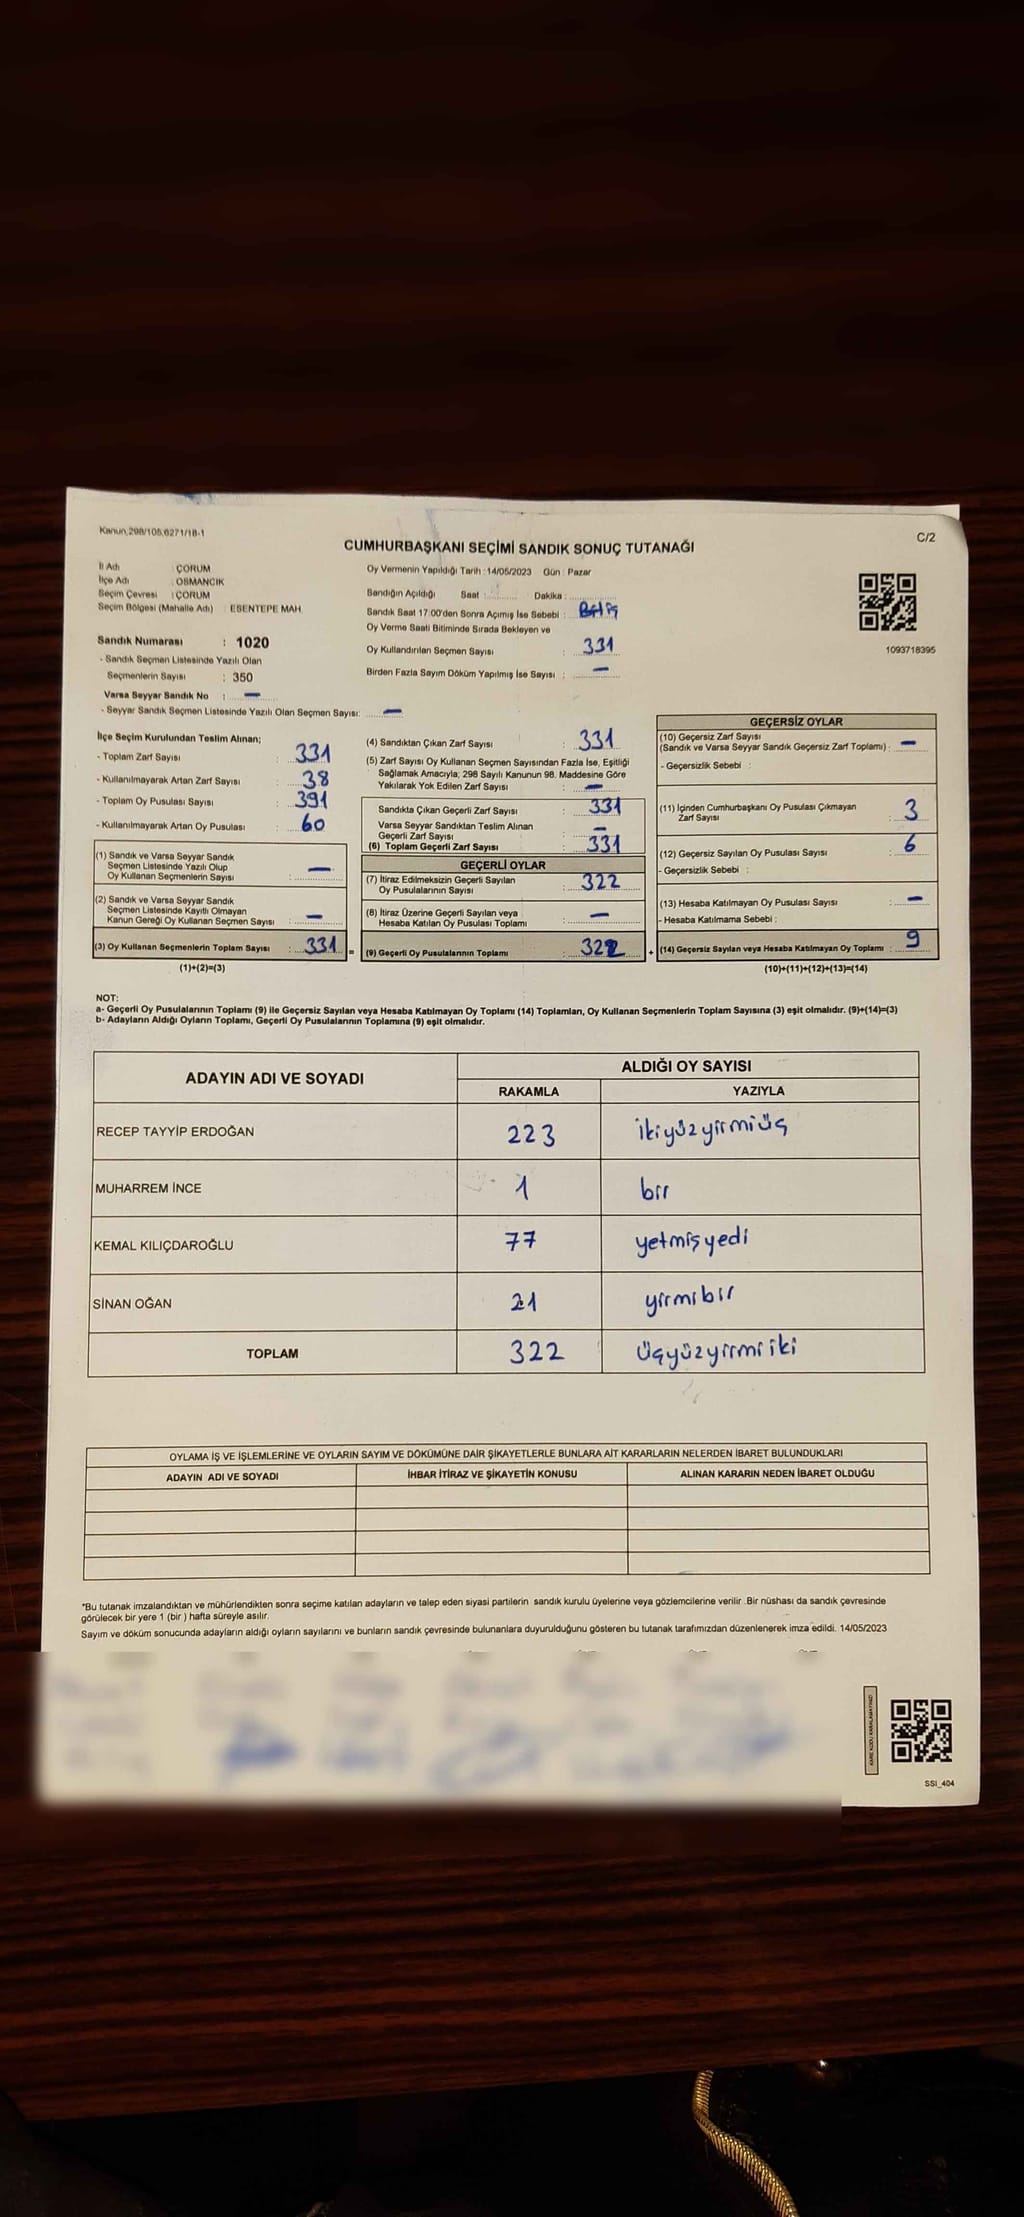 Kanun,298/105,6271/18-1
C/2
CUMHURBAŞKANI SEÇİMİ SANDIK SONUÇ TUTANAĞI
İl Adı : ÇORUM
İlçe Adı : OSMANCIK
Seçim Çevresi : ÇORUM
Seçim Bölgesi (Mahalle Adı) : ESENTEPE MAH.
Sandık Numarası : 1020
- Sandık Seçmen Listesinde Yazılı Olan
Seçmenlerin Sayısı : 350
Varsa Seyyar Sandık No : —
- Seyyar Sandık Seçmen Listesinde Yazılı Olan Seçmen Sayısı: —
Oy Vermenin Yapıldığı Tarih : 14/05/2023 Gün : Pazar
Sandığın Açıldığı Saat : Dakika :
Sandık Saat 17:00'den Sonra Açımış İse Sebebi :
Oy Verme Saati Bitiminde Sırada Bekleyen ve
Oy Kullandırılan Seçmen Sayısı : 331
Birden Fazla Sayım Döküm Yapılmış İse Sayısı : —
1093718395
İlçe Seçim Kurulundan Teslim Alınan;
- Toplam Zarf Sayısı : 331
- Kullanılmayarak Artan Zarf Sayısı : 38
- Toplam Oy Pusulası Sayısı : 391
- Kullanılmayarak Artan Oy Pusulası : 60
(1) Sandık ve Varsa Seyyar Sandık
Seçmen Listesinde Yazılı Olup
Oy Kullanan Seçmenlerin Sayısı : —
(2) Sandık ve Varsa Seyyar Sandık
Seçmen Listesinde Kayıtlı Olmayan
Kanun Gereği Oy Kullanan Seçmen Sayısı : —
(3) Oy Kullanan Seçmenlerin Toplam Sayısı : 331
(1)+(2)=(3)
(4) Sandıktan Çıkan Zarf Sayısı : 331
(5) Zarf Sayısı Oy Kullanan Seçmen Sayısından Fazla İse, Eşitliği
Sağlamak Amacıyla; 298 Sayılı Kanunun 98. Maddesine Göre
Yakılarak Yok Edilen Zarf Sayısı : —
Sandıkta Çıkan Geçerli Zarf Sayısı : 331
Varsa Seyyar Sandıktan Teslim Alınan
Geçerli Zarf Sayısı : —
(6) Toplam Geçerli Zarf Sayısı : 331
GEÇERLİ OYLAR
(7) İtiraz Edilmeksizin Geçerli Sayılan
Oy Pusulalarının Sayısı : 322
(8) İtiraz Üzerine Geçerli Sayılan veya
Hesaba Katılan Oy Pusulası Toplamı : —
= (9) Geçerli Oy Pusulalarının Toplamı : 322 +
GEÇERSİZ OYLAR
(10) Geçersiz Zarf Sayısı
(Sandık ve Varsa Seyyar Sandık Geçersiz Zarf Toplamı) : —
- Geçersizlik Sebebi :
(11) İçinden Cumhurbaşkanı Oy Pusulası Çıkmayan
Zarf Sayısı : 3
(12) Geçersiz Sayılan Oy Pusulası Sayısı : 6
- Geçersizlik Sebebi :
(13) Hesaba Katılmayan Oy Pusulası Sayısı : —
- Hesaba Katılmama Sebebi :
(14) Geçersiz Sayılan veya Hesaba Katılmayan Oy Toplamı : 9
(10)+(11)+(12)+(13)=(14)
NOT:
a- Geçerli Oy Pusulalarının Toplamı (9) ile Geçersiz Sayılan veya Hesaba Katılmayan Oy Toplamı (14) Toplamları, Oy Kullanan Seçmenlerin Toplam Sayısına (3) eşit olmalıdır. (9)+(14)=(3)
b- Adayların Aldığı Oyların Toplamı, Geçerli Oy Pusulalarının Toplamına (9) eşit olmalıdır.
ADAYIN ADI VE SOYADI
ALDIĞI OY SAYISI
RAKAMLA YAZIYLA
RECEP TAYYİP ERDOĞAN 223 ikiyüzyirmiüç
MUHARREM İNCE 1 bir
KEMAL KILIÇDAROĞLU 77 yetmişyedi
SİNAN OĞAN 21 yirmibir
TOPLAM 322 Üçyüzyirmiiki
OYLAMA İŞ VE İŞLEMLERİNE VE OYLARIN SAYIM VE DÖKÜMÜNE DAİR ŞİKAYETLERLE BUNLARA AİT KARARLARIN NELERDEN İBARET BULUNDUKLARI
ADAYIN ADI VE SOYADI İHBAR İTİRAZ VE ŞİKAYETİN KONUSU ALINAN KARARIN NEDEN İBARET OLDUĞU
*Bu tutanak imzalandıktan ve mühürlendikten sonra seçime katılan adayların ve talep eden siyasi partilerin sandık kurulu üyelerine veya gözlemcilerine verilir .Bir nüshası da sandık çevresinde
görülecek bir yere 1 (bir ) hafta süreyle asılır.
Sayım ve döküm sonucunda adayların aldığı oyların sayılarını ve bunların sandık çevresinde bulunanlara duyurulduğunu gösteren bu tutanak tarafımızdan düzenlenerek imza edildi. 14/05/2023
SSI_404